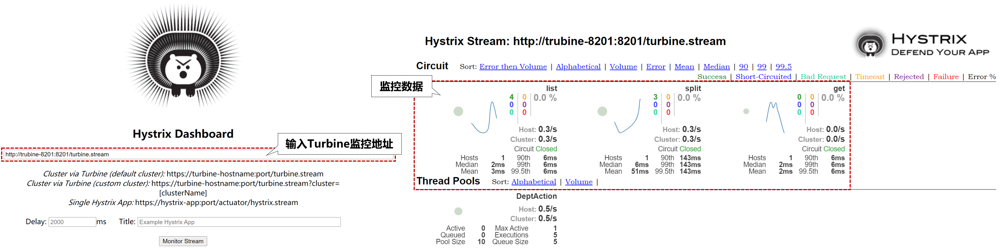 Hystrix Dashboard
http://trubine-8201:8201/turbine.stream
输入Turbine监控地址
Cluster via Turbine (default cluster): https://turbine-hostname:port/turbine.stream
Cluster via Turbine (custom cluster): https://turbine-hostname:port/turbine.stream?cluster=
[clusterName]
Single Hystrix App: https://hystrix-app:port/actuator/hystrix.stream
Delay: 2000 ms Title: Example Hystrix App
Monitor Stream
Hystrix Stream: http://trubine-8201:8201/turbine.stream
HYSTRIX
DEFEND YOUR APP
Circuit Sort: Error then Volume | Alphabetical | Volume | Error | Mean | Median | 90 | 99 | 99.5
Success | Short-Circuited | Bad Request | Timeout | Rejected | Failure | Error %
监控数据
list
4 0 0.0 %
0 0
0 0
Host: 0.3/s
Cluster: 0.3/s
Circuit Closed
Hosts 1 90th 6ms
Median 2ms 99th 6ms
Mean 3ms 99.5th 6ms
split
3 0 0.0 %
0 0
0 0
Host: 0.3/s
Cluster: 0.3/s
Circuit Closed
Hosts 1 90th 143ms
Median 6ms 99th 143ms
Mean 51ms 99.5th 143ms
get
0 0 0.0 %
0 0
0 0
Host: 0.0/s
Cluster: 0.0/s
Circuit Closed
Hosts 1 90th 6ms
Median 2ms 99th 6ms
Mean 2ms 99.5th 6ms
Thread Pools Sort: Alphabetical | Volume |
DeptAction
Host: 0.5/s
Cluster: 0.5/s
Active 0 Max Active 1
Queued 0 Executions 5
Pool Size 10 Queue Size 5